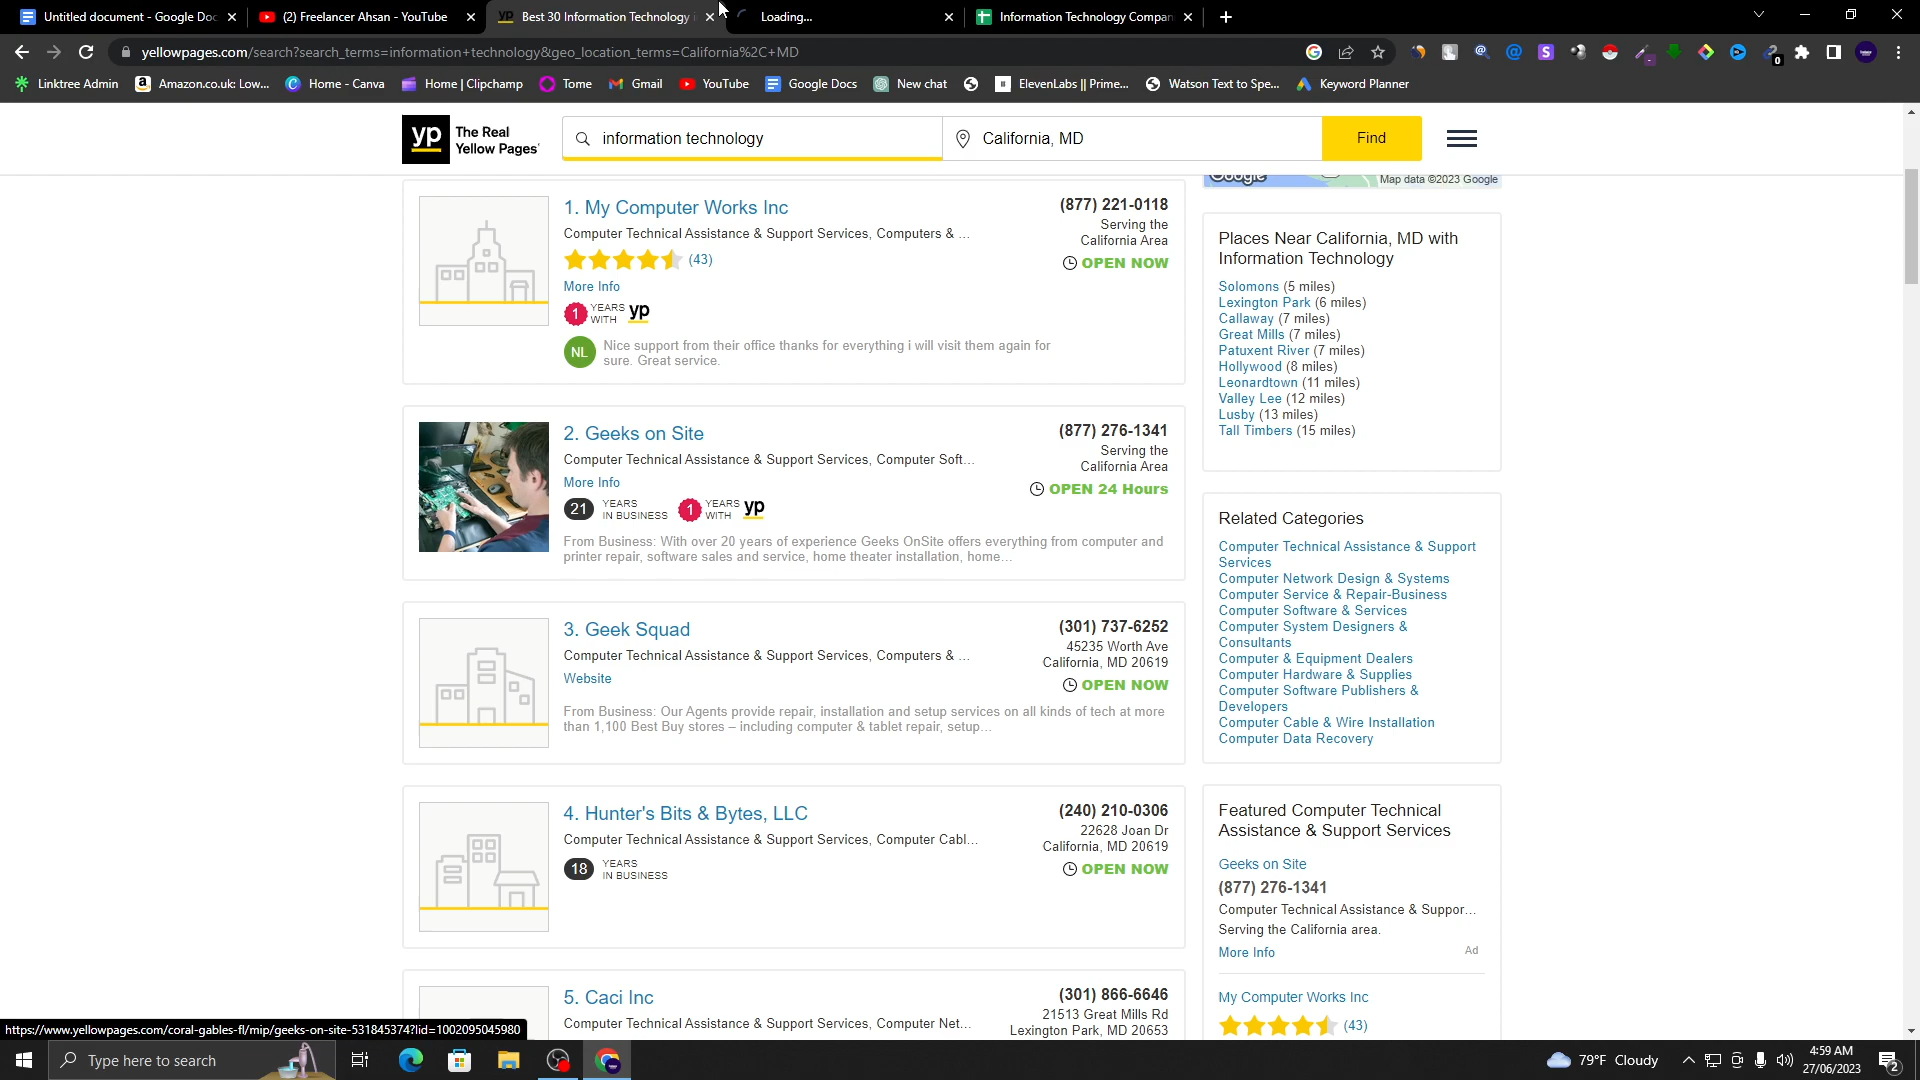 Untitled document - Google Doc
(2) Freelancer Ahsan - YouTube
Best 30 Information Technology i
Loading...
Information Technology Compan
yellowpages.com/search?search_terms=information+technology&geo_location_terms=California%2C+MD
Linktree Admin
Amazon.co.uk: Low...
Home - Canva
Home | Clipchamp
Tome
Gmail
YouTube
Google Docs
New chat
ElevenLabs || Prime...
Watson Text to Spe...
Keyword Planner
yp The Real Yellow Pages
information technology
California, MD
Find
Google
Map data ©2023 Google
1. My Computer Works Inc
Computer Technical Assistance & Support Services, Computers & ...
(43)
More Info
1 YEARS WITH yp
NL
Nice support from their office thanks for everything i will visit them again for
sure. Great service.
(877) 221-0118
Serving the
California Area
OPEN NOW
2. Geeks on Site
Computer Technical Assistance & Support Services, Computer Soft...
More Info
21 YEARS IN BUSINESS
1 YEARS WITH yp
From Business: With over 20 years of experience Geeks OnSite offers everything from computer and
printer repair, software sales and service, home theater installation, home...
(877) 276-1341
Serving the
California Area
OPEN 24 Hours
3. Geek Squad
Computer Technical Assistance & Support Services, Computers & ...
Website
From Business: Our Agents provide repair, installation and setup services on all kinds of tech at more
than 1,100 Best Buy stores – including computer & tablet repair, setup...
(301) 737-6252
45235 Worth Ave
California, MD 20619
OPEN NOW
4. Hunter's Bits & Bytes, LLC
Computer Technical Assistance & Support Services, Computer Cabl...
18 YEARS IN BUSINESS
(240) 210-0306
22628 Joan Dr
California, MD 20619
OPEN NOW
5. Caci Inc
Computer Technical Assistance & Support Services, Computer Net...
(301) 866-6646
21513 Great Mills Rd
Lexington Park, MD 20653
Places Near California, MD with
Information Technology
Solomons (5 miles)
Lexington Park (6 miles)
Callaway (7 miles)
Great Mills (7 miles)
Patuxent River (7 miles)
Hollywood (8 miles)
Leonardtown (11 miles)
Valley Lee (12 miles)
Lusby (13 miles)
Tall Timbers (15 miles)
Related Categories
Computer Technical Assistance & Support
Services
Computer Network Design & Systems
Computer Service & Repair-Business
Computer Software & Services
Computer System Designers &
Consultants
Computer & Equipment Dealers
Computer Hardware & Supplies
Computer Software Publishers &
Developers
Computer Cable & Wire Installation
Computer Data Recovery
Featured Computer Technical
Assistance & Support Services
Geeks on Site
(877) 276-1341
Computer Technical Assistance & Suppor...
Serving the California area.
More Info
Ad
My Computer Works Inc
(43)
https://www.yellowpages.com/coral-gables-fl/mip/geeks-on-site-531845374?lid=1002095045980
Type here to search
79°F Cloudy
4:59 AM
27/06/2023
2